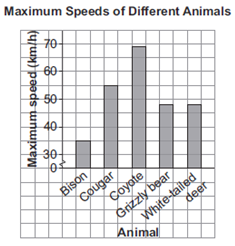 Maximum Speeds of Different Animals
Maximum speed (km/h)
70
60
50
40
30
0
Bison
Cougar
Coyote
Grizzly bear
White-tailed
deer
Animal